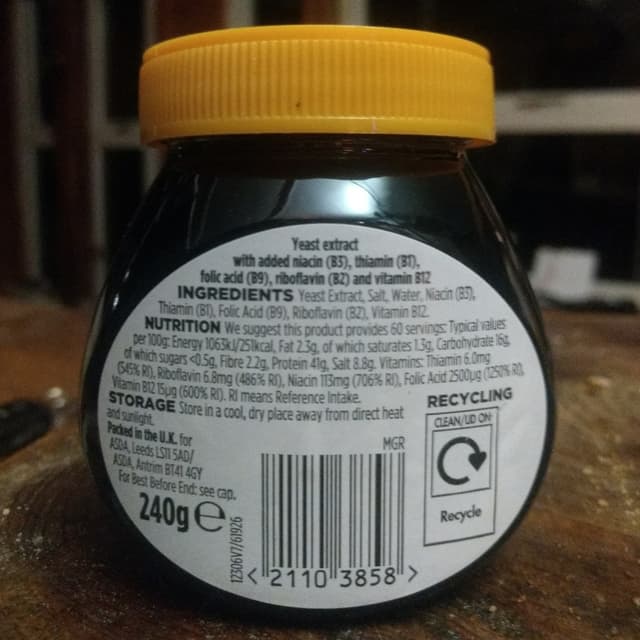 Yeast extract
with added niacin (B3), thiamin (B1),
folic acid (B9), riboflavin (B2) and vitamin B12
INGREDIENTS Yeast Extract, Salt, Water, Niacin (B3),
Thiamin (B1), Folic Acid (B9), Riboflavin (B2), Vitamin B12.
NUTRITION We suggest this product provides 60 servings: Typical values
per 100g: Energy 1063kJ/251kcal, Fat 2.3g, of which saturates 1.3g, Carbohydrate 16g,
of which sugars <0.5g, Fibre 2.2g, Protein 41g, Salt 8.8g. Vitamins: Thiamin 6.0mg
(545% RI), Riboflavin 6.8mg (486% RI), Niacin 113mg (706% RI), Folic Acid 2500µg (1250% RI),
Vitamin B12 15µg (600% RI). RI means Reference Intake.
STORAGE Store in a cool, dry place away from direct heat
and sunlight.
Packed in the U.K. for
ASDA, Leeds LS11 5AD/
ASDA, Antrim BT41 4GY
For Best Before End: see cap.
240g ℮
12306V7/61926
MGR
< 2110 3858 >
RECYCLING
CLEAN/LID ON
Recycle